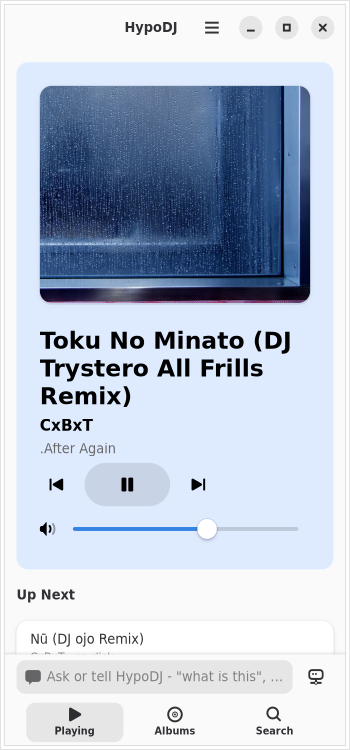 HypoDJ
Toku No Minato (DJ
Trystero All Frills
Remix)
CxBxT
.After Again
Up Next
Nū (DJ ojo Remix)
Ask or tell HypoDJ - "what is this", ...
Playing
Albums
Search